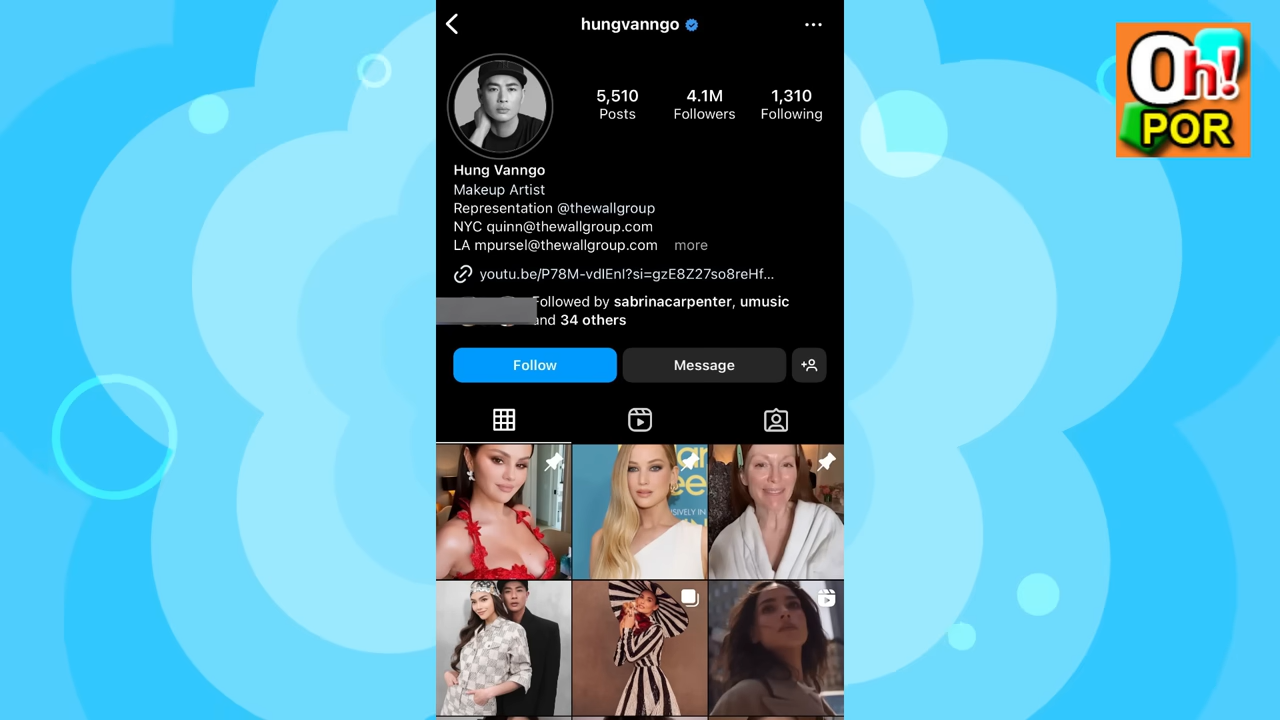 hungvanngo
Oh!
POR
5,510
4.1M
1,310
Posts
Followers
Following
Hung Vanngo
Makeup Artist
Representation @thewallgroup
NYC quinn@thewallgroup.com
LA mpursel@thewallgroup.com more
youtu.be/P78M-vdlEnI?si=gzE8Z27so8reHf...
Followed by sabrinacarpenter, umusic
and 34 others
Follow
Message
SIVELY IN